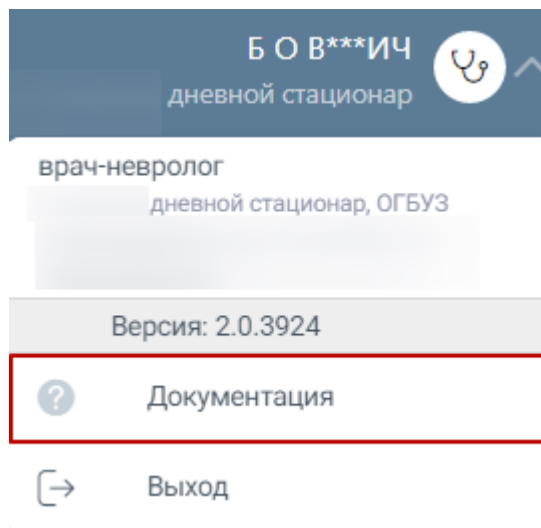 Б О В***ИЧ
дневной стационар
врач-невролог
дневной стационар, ОГБУЗ
Версия: 2.0.3924
Документация
Выход